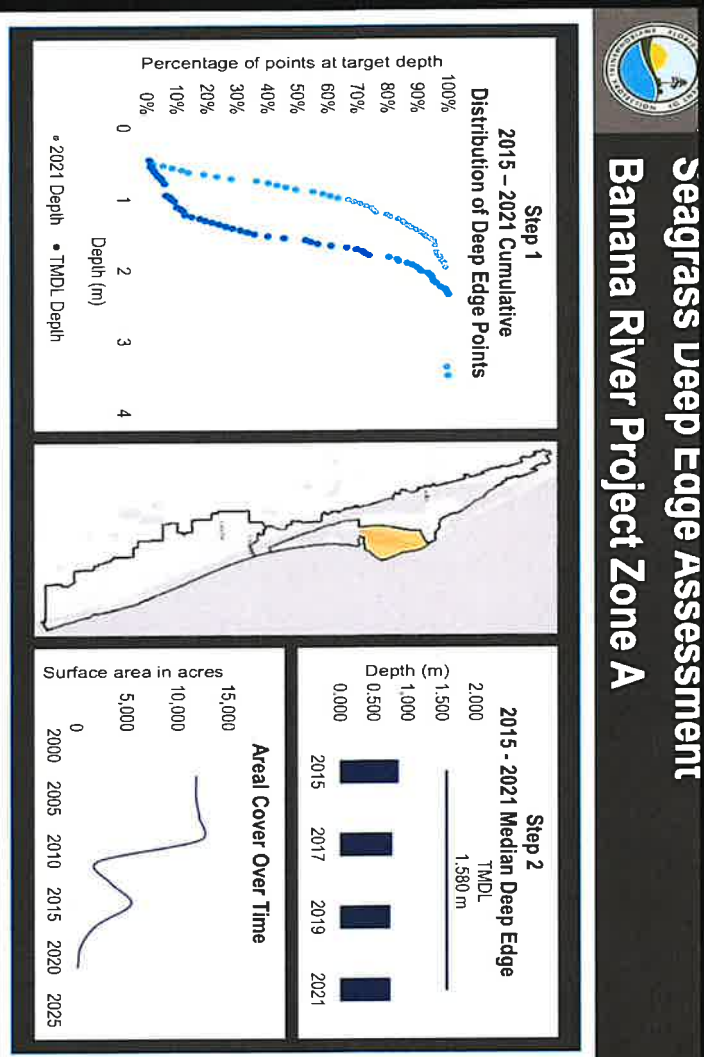 Seagrass Deep Edge Assessment
Banana River Project Zone A
Step 1
2015 – 2021 Cumulative
Distribution of Deep Edge Points
Percentage of points at target depth
100%
90%
80%
70%
60%
50%
40%
30%
20%
10%
0%
0 1 2 3 4
Depth (m)
2021 Depth • TMDL Depth
Step 2
2015 - 2021 Median Deep Edge
TMDL
1.580 m
Depth (m)
2.000
1.500
1.000
0.500
0.000
2015 2017 2019 2021
Areal Cover Over Time
Surface area in acres
15,000
10,000
5,000
0
2000 2005 2010 2015 2020 2025